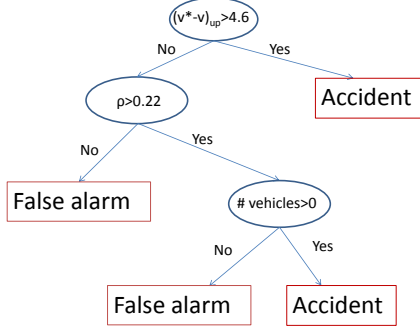 (v*-v)up>4.6
No
Yes
ρ>0.22
Accident
No
Yes
False alarm
# vehicles>0
No
Yes
False alarm
Accident